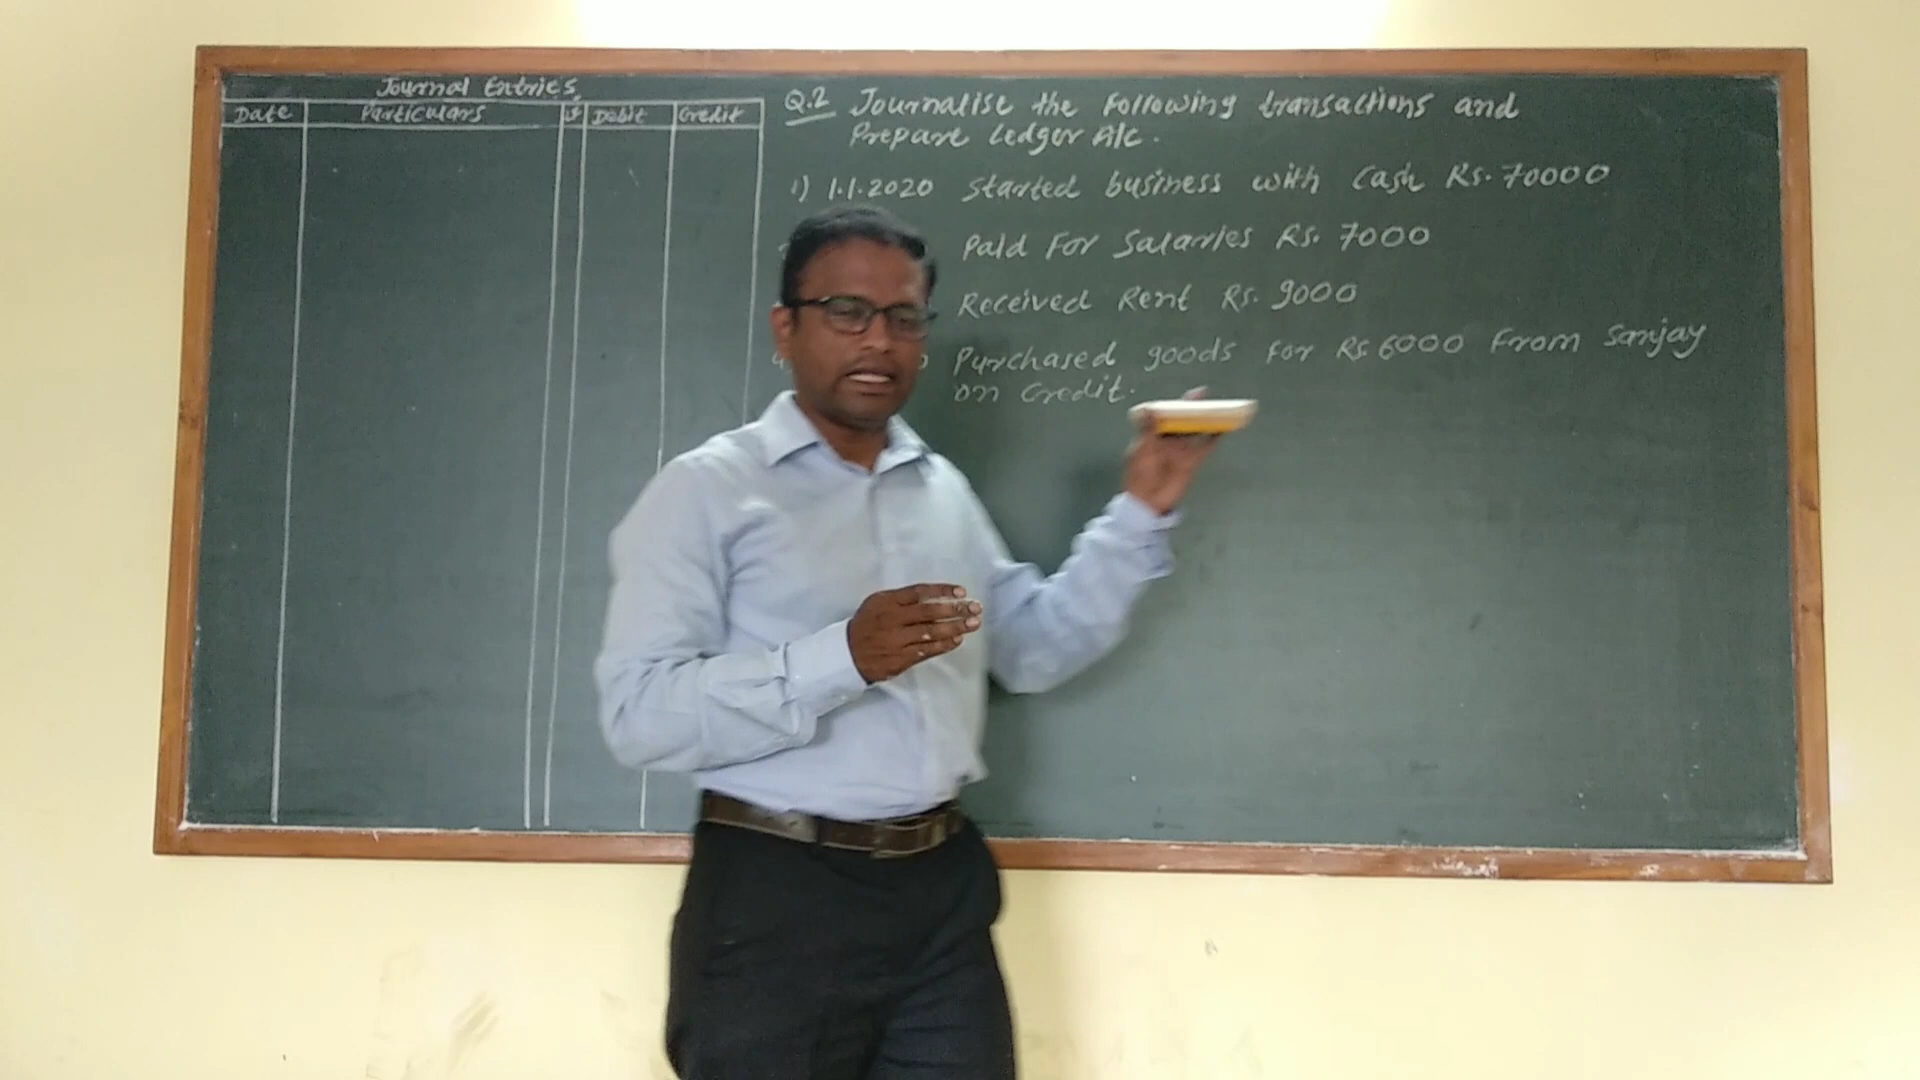 Journal Entries
Date Particulars LF Debit Credit
Q.2 Journalise the following transactions and
Prepare Ledger A/c.
1) 1.1.2020 Started business with cash Rs. 70000
Paid for Salaries Rs. 7000
Received Rent Rs. 9000
Purchased goods for Rs 6000 from Sanjay
on credit.